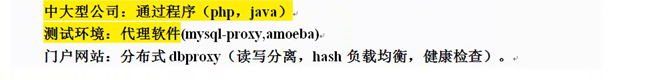 中大型公司：通过程序（php，java）
测试环境：代理软件(mysql-proxy,amoeba)
门户网站：分布式 dbproxy（读写分离，hash 负载均衡，健康检查）。